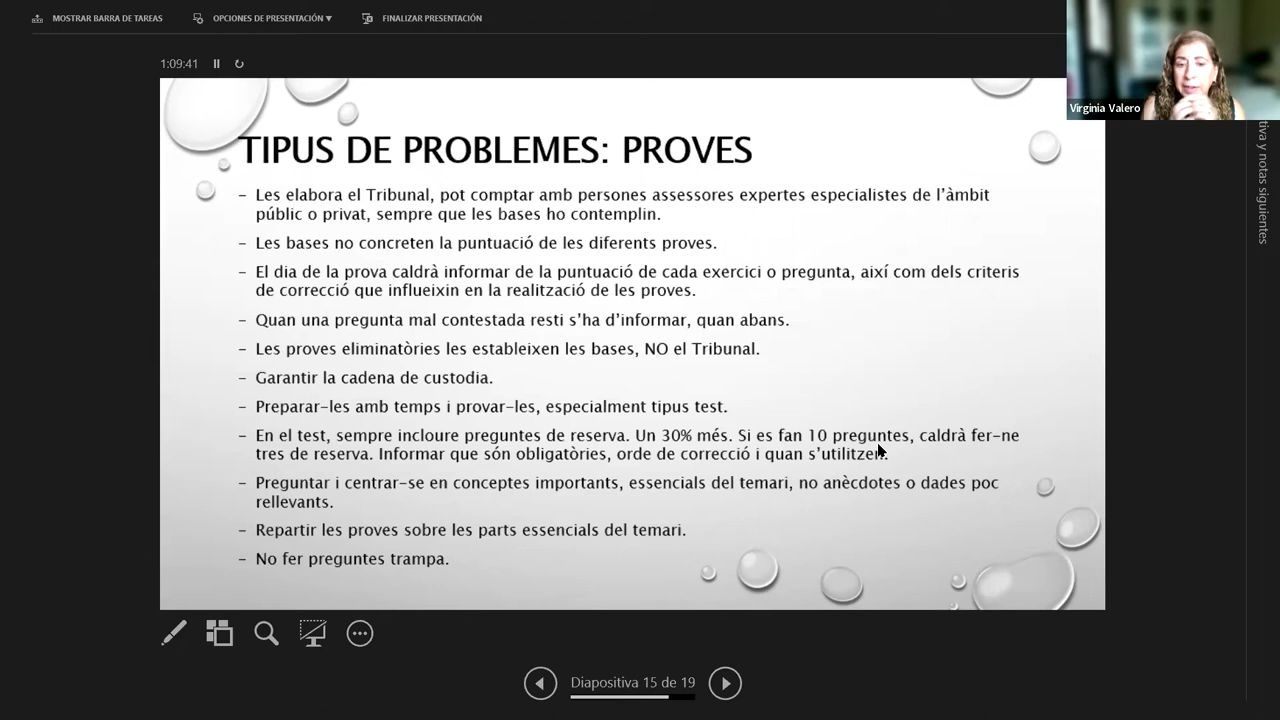 MOSTRAR BARRA DE TAREAS
OPCIONES DE PRESENTACIÓN ▾
FINALIZAR PRESENTACIÓN
1:09:41
Virginia Valero
tiva y notas siguientes
TIPUS DE PROBLEMES: PROVES
– Les elabora el Tribunal, pot comptar amb persones assessores expertes especialistes de l'àmbit
públic o privat, sempre que les bases ho contemplin.
– Les bases no concreten la puntuació de les diferents proves.
– El dia de la prova caldrà informar de la puntuació de cada exercici o pregunta, així com dels criteris
de correcció que influeixin en la realització de les proves.
– Quan una pregunta mal contestada resti s'ha d'informar, quan abans.
– Les proves eliminatòries les estableixen les bases, NO el Tribunal.
– Garantir la cadena de custodia.
– Preparar-les amb temps i provar-les, especialment tipus test.
– En el test, sempre incloure preguntes de reserva. Un 30% més. Si es fan 10 preguntes, caldrà fer-ne
tres de reserva. Informar que són obligatòries, orde de correcció i quan s'utilitzen.
– Preguntar i centrar-se en conceptes importants, essencials del temari, no anècdotes o dades poc
rellevants.
– Repartir les proves sobre les parts essencials del temari.
– No fer preguntes trampa.
Diapositiva 15 de 19